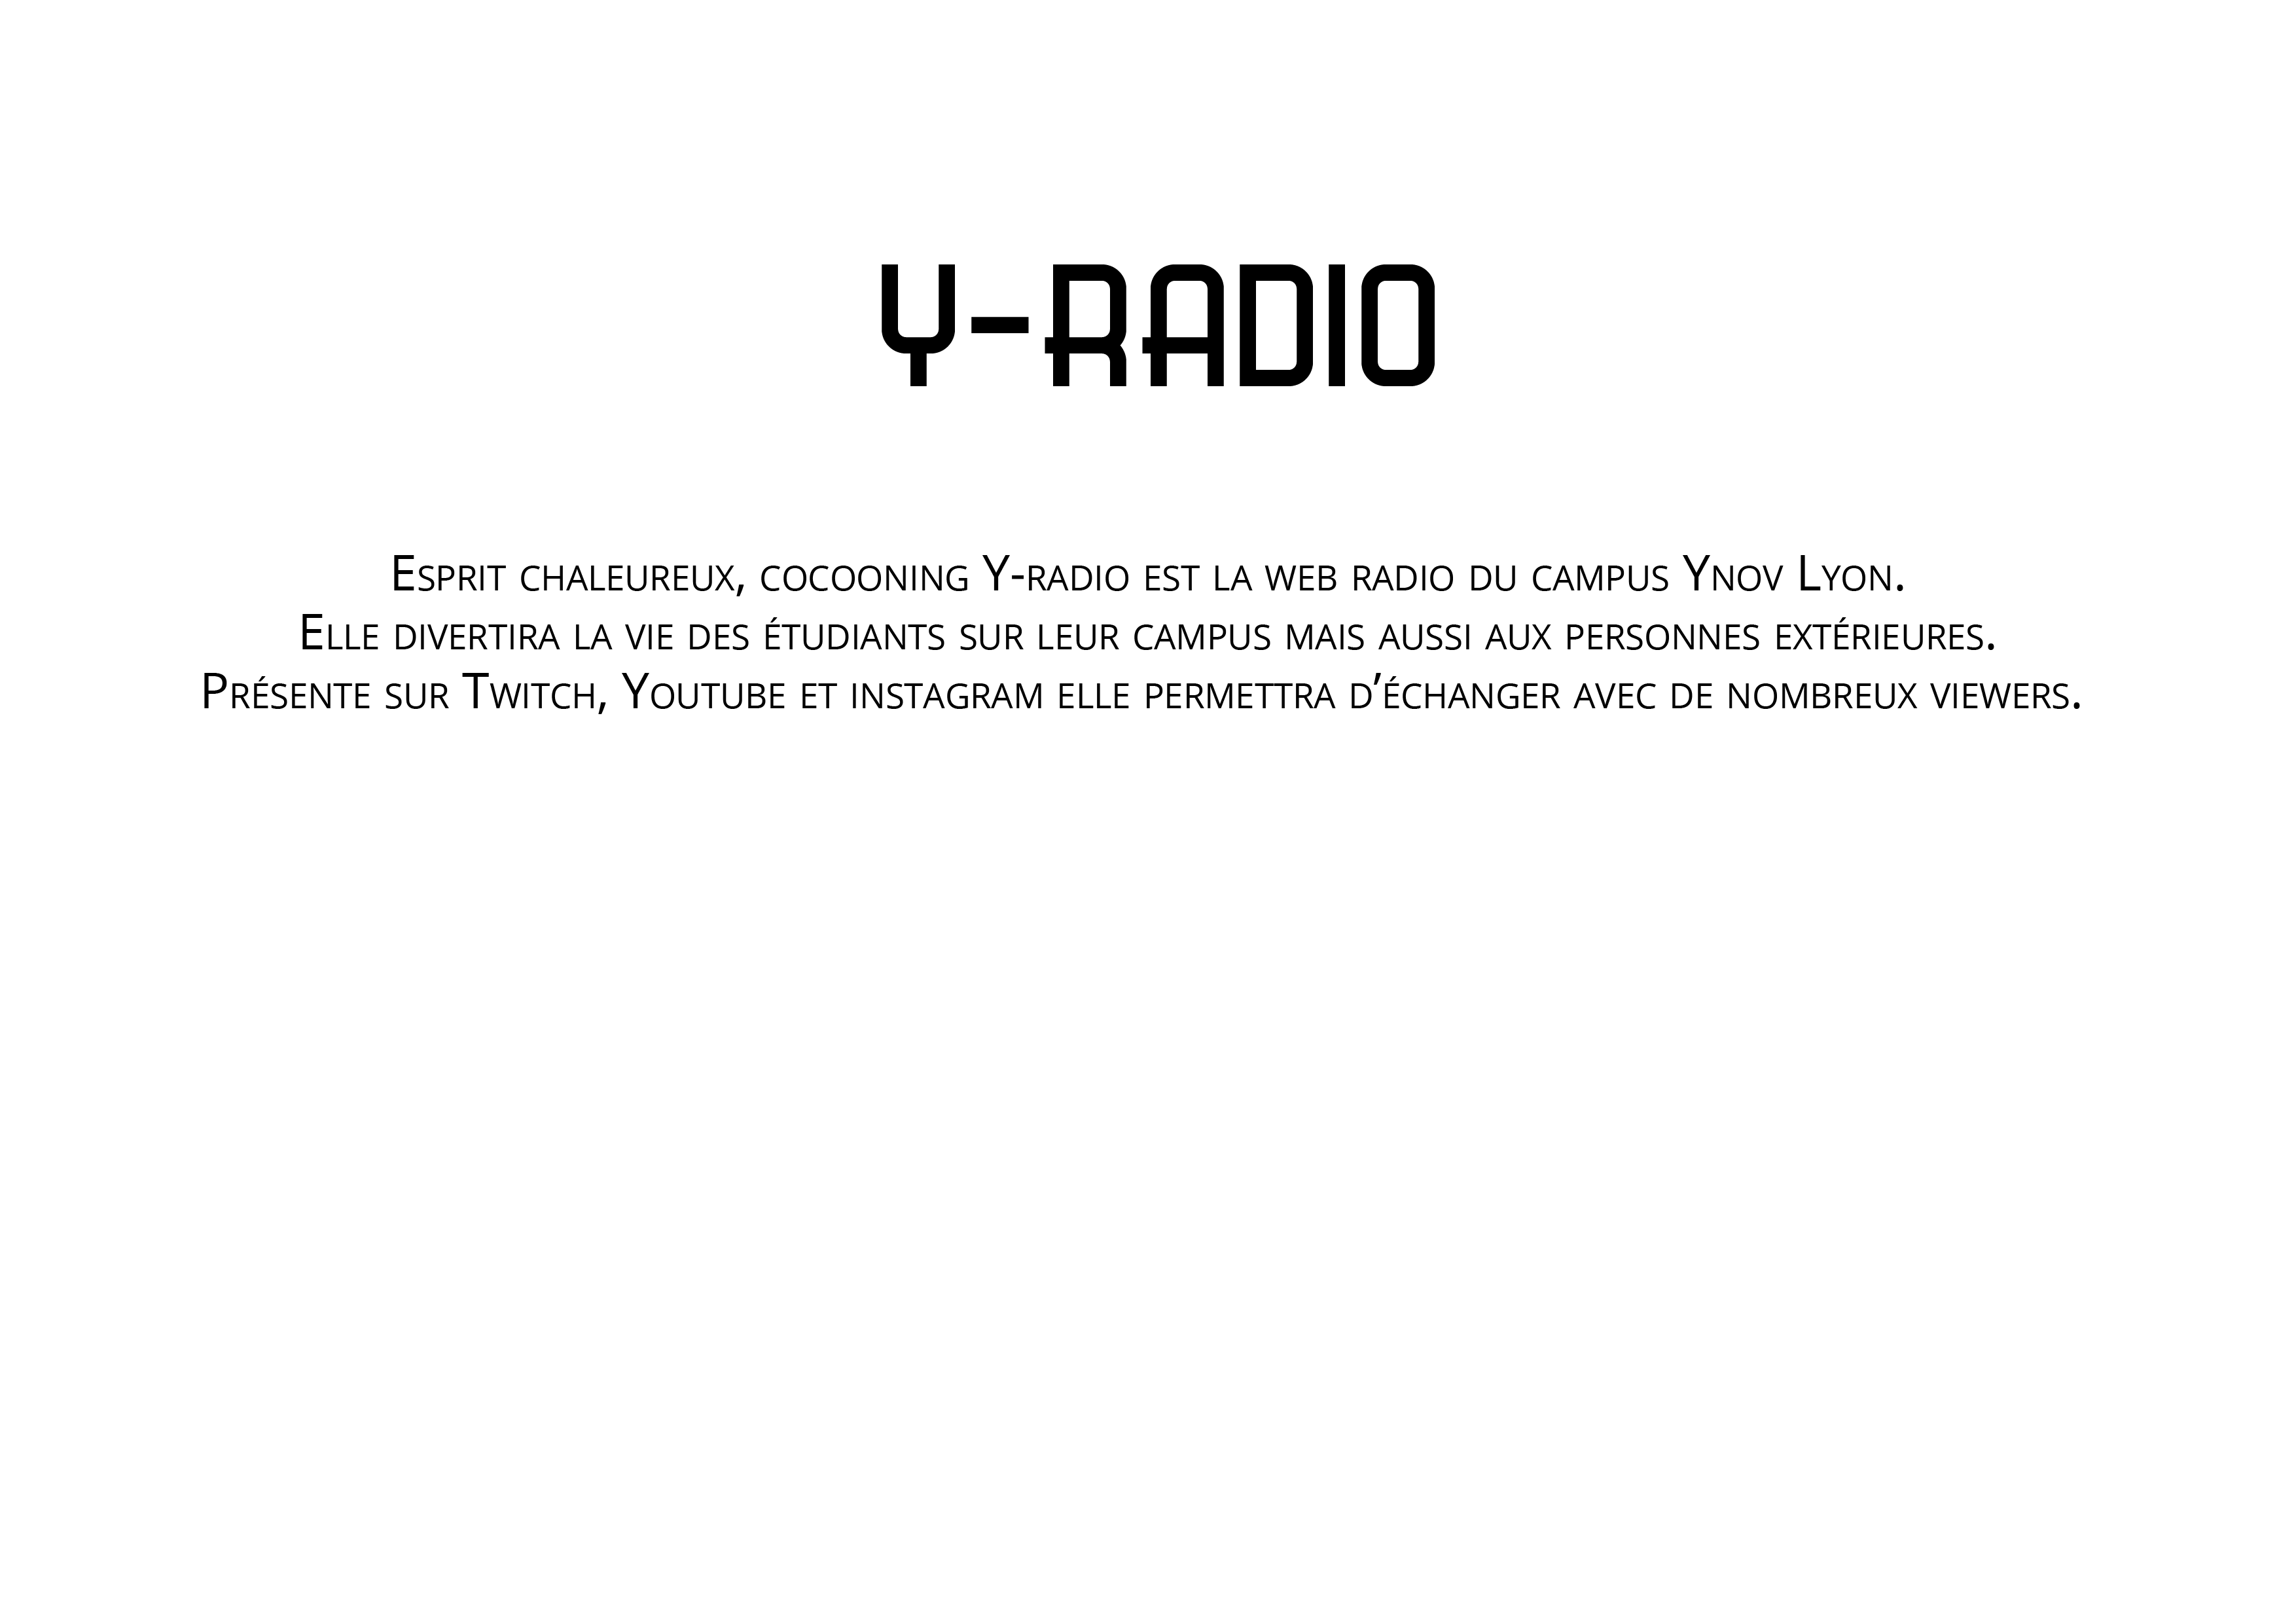 Y-RADIO
Esprit chaleureux, cocooning Y-radio est la web radio du campus Ynov Lyon.
Elle divertira la vie des étudiants sur leur campus mais aussi aux personnes extérieures.
Présente sur Twitch, Youtube et instagram elle permettra d'échanger avec de nombreux viewers.